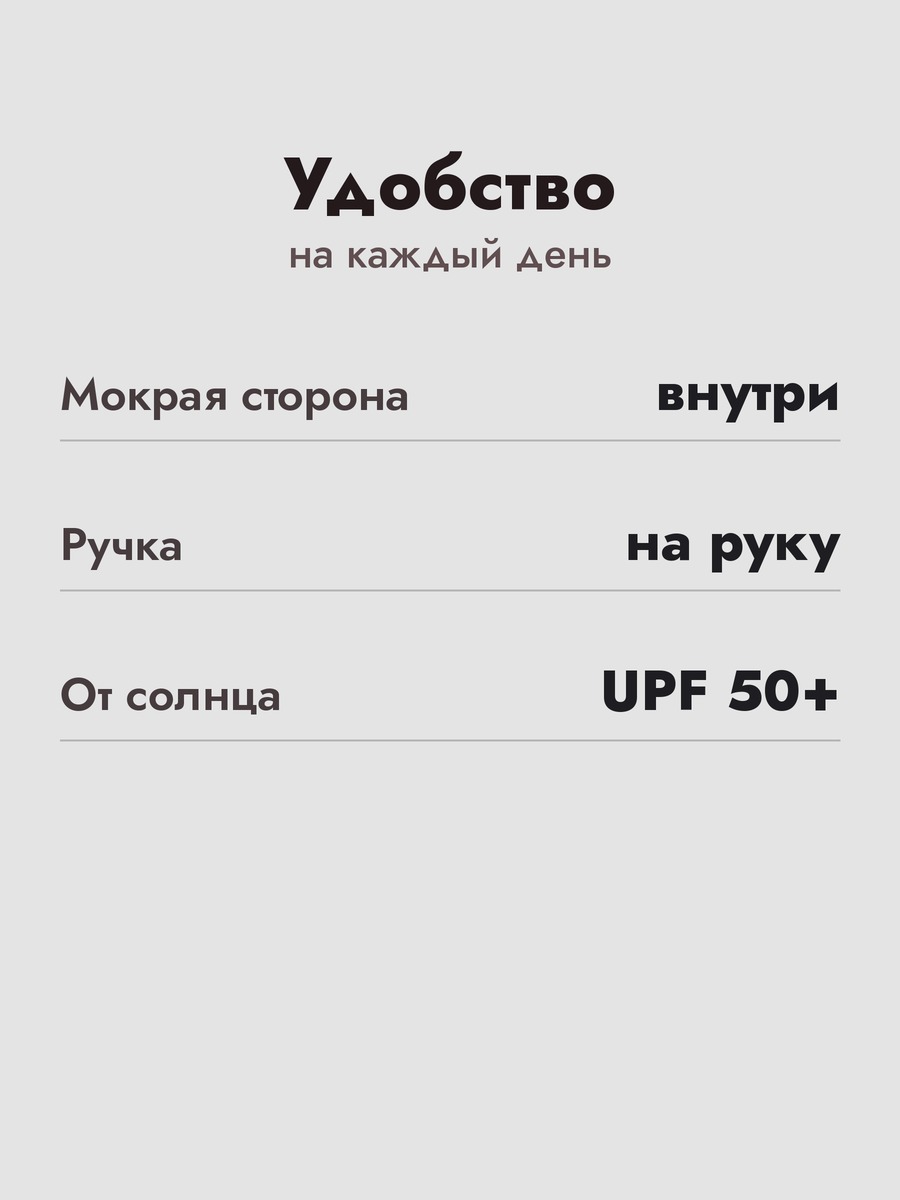 Удобство
на каждый день
Мокрая сторона внутри
Ручка на руку
От солнца UPF 50+